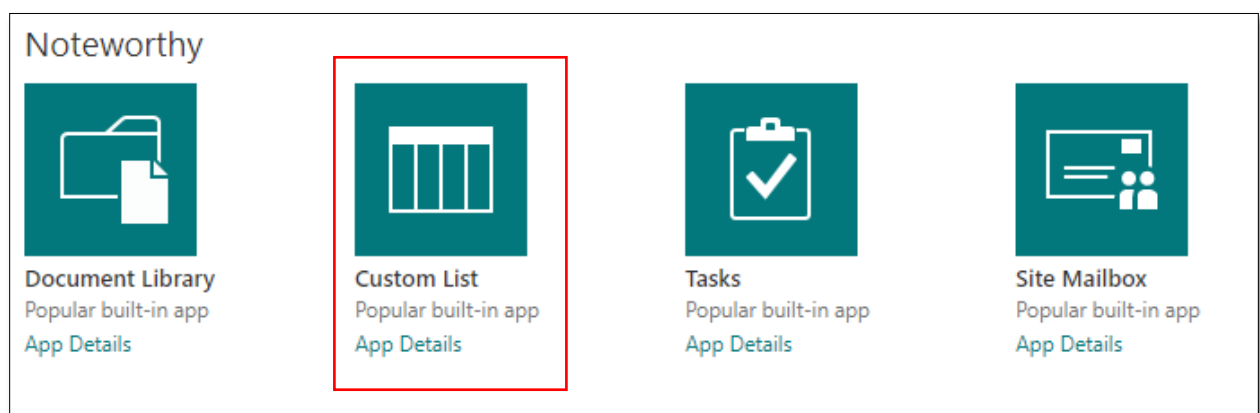 Noteworthy
Document Library
Popular built-in app
App Details
Custom List
Popular built-in app
App Details
Tasks
Popular built-in app
App Details
Site Mailbox
Popular built-in app
App Details